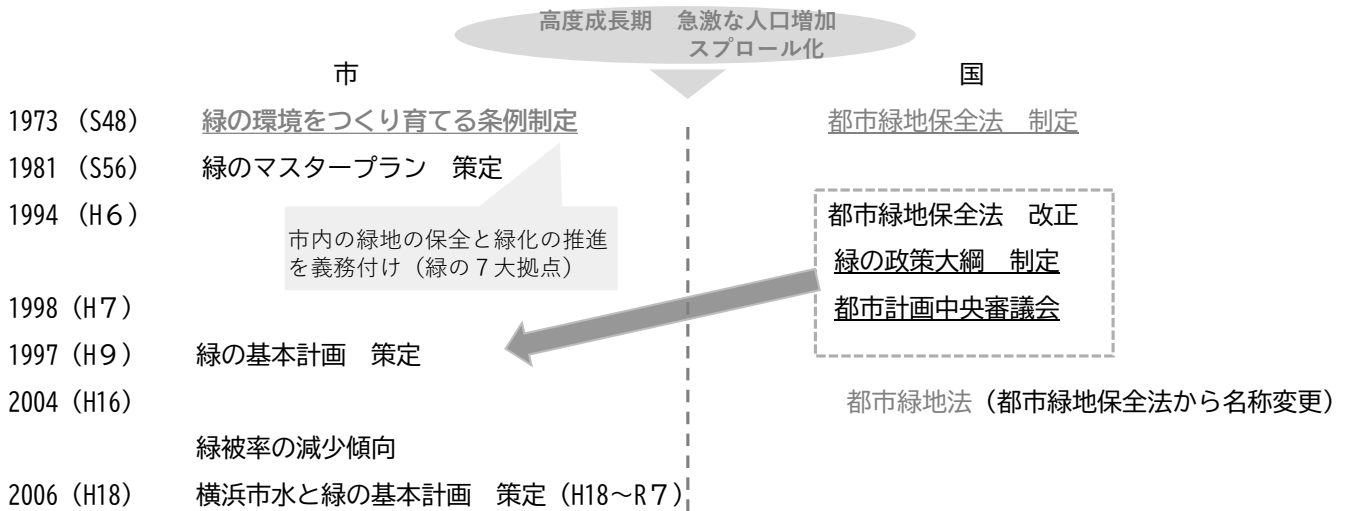 高度成長期　急激な人口増加
スプロール化
市　国
1973（S48）　緑の環境をつくり育てる条例制定　都市緑地保全法　制定
1981（S56）　緑のマスタープラン　策定
1994（H６）　都市緑地保全法　改正
市内の緑地の保全と緑化の推進
を義務付け（緑の７大拠点）
緑の政策大綱　制定
1998（H７）　都市計画中央審議会
1997（H９）　緑の基本計画　策定
2004（H16）　都市緑地法（都市緑地保全法から名称変更）
緑被率の減少傾向
2006（H18）　横浜市水と緑の基本計画　策定（H18～R７）